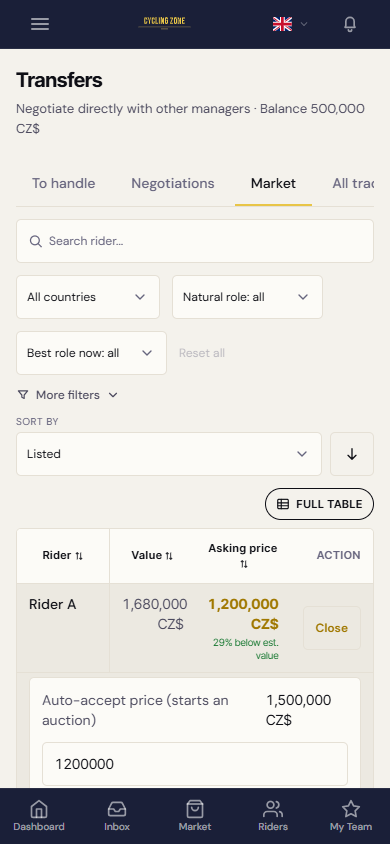 CYCLING ZONE
Transfers
Negotiate directly with other managers · Balance 500,000
CZ$
To handle Negotiations Market All trac
Search rider...
All countries Natural role: all
Best role now: all Reset all
More filters
SORT BY
Listed
FULL TABLE
Rider Value Asking price ACTION
Rider A 1,680,000 CZ$ 1,200,000 CZ$ Close
29% below est.
value
Auto-accept price (starts an
auction)
1,500,000
CZ$
1200000
Dashboard Inbox Market Riders My Team